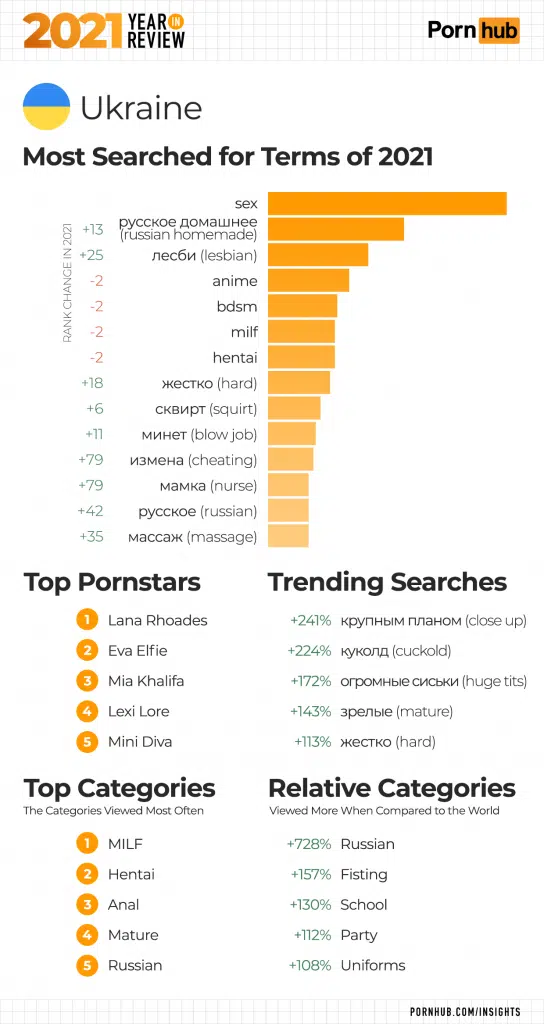 2021 YEAR IN REVIEW
Porn hub
Ukraine
Most Searched for Terms of 2021
RANK CHANGE IN 2021
sex
+13 русское домашнее (russian homemade)
+25 лесби (lesbian)
-2 anime
-2 bdsm
-2 milf
-2 hentai
+18 жестко (hard)
+6 сквирт (squirt)
+11 минет (blow job)
+79 измена (cheating)
+79 мамка (nurse)
+42 русское (russian)
+35 массаж (massage)
Top Pornstars
1 Lana Rhoades
2 Eva Elfie
3 Mia Khalifa
4 Lexi Lore
5 Mini Diva
Trending Searches
+241% крупным планом (close up)
+224% куколд (cuckold)
+172% огромные сиськи (huge tits)
+143% зрелые (mature)
+113% жестко (hard)
Top Categories
The Categories Viewed Most Often
1 MILF
2 Hentai
3 Anal
4 Mature
5 Russian
Relative Categories
Viewed More When Compared to the World
+728% Russian
+157% Fisting
+130% School
+112% Party
+108% Uniforms
PORNHUB.COM/INSIGHTS